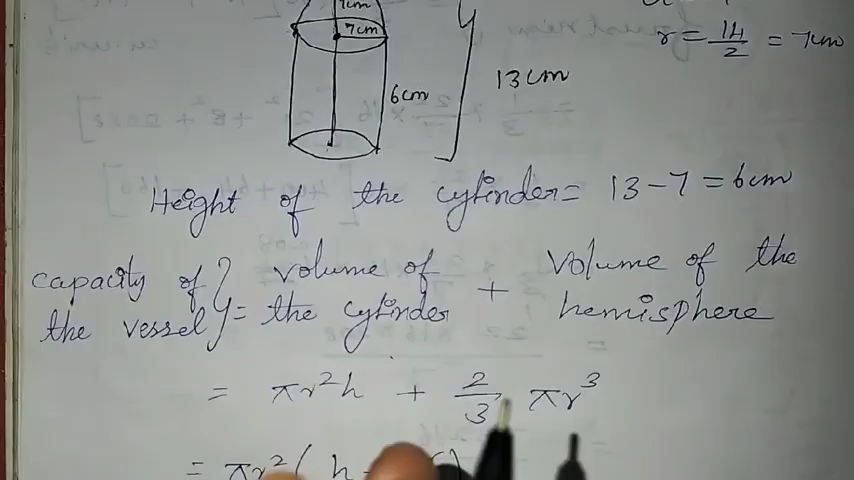 7cm
7cm
r = 14/2 = 7cm
6cm
13cm
Height of the cylinder = 13 - 7 = 6cm
capacity of the vessel } = volume of the cylinder + volume of the hemisphere
= πr²h + 2/3 πr³
= πr² ( h